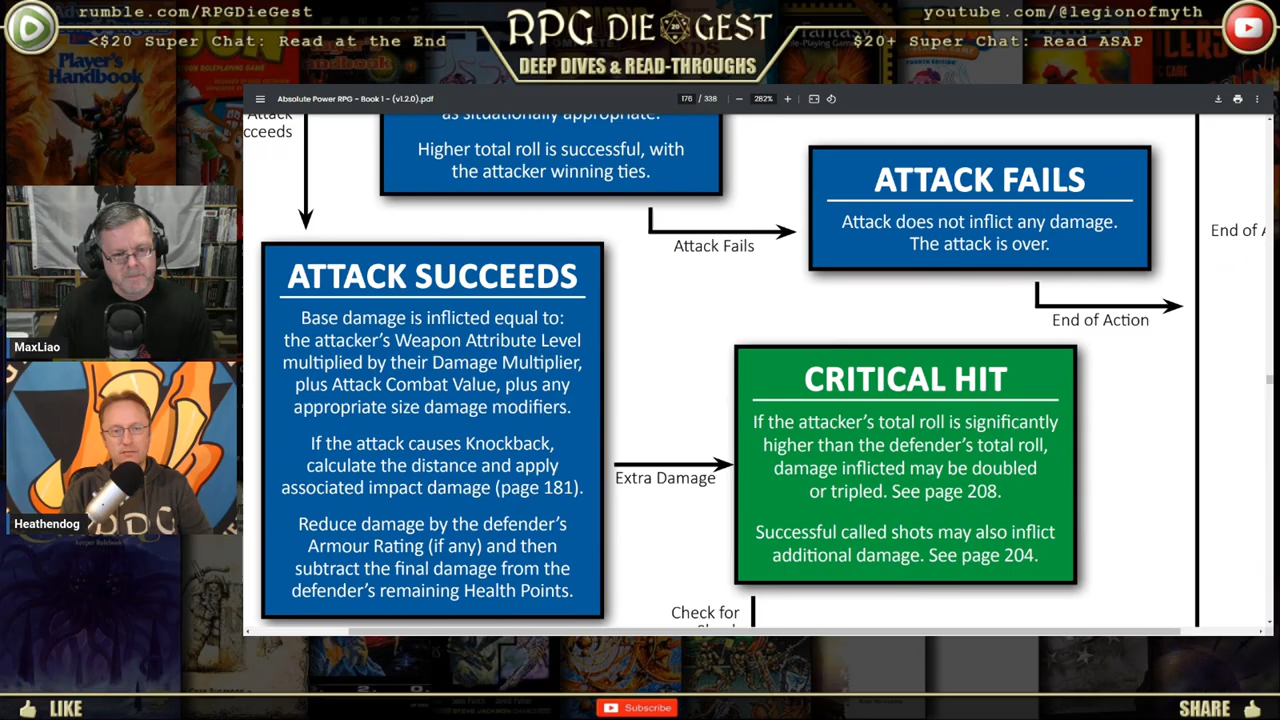 rumble.com/RPGDieGest
<$20 Super Chat: Read at the End
RPG DIE GEST
DEEP DIVES & READ-THROUGHS
youtube.com/@legionofmyth
$20+ Super Chat: Read ASAP
Player's
Handbook
Absolute Power RPG – Book 1 – (v1.2.0).pdf
176 / 338
282%
Attack
cceeds
as situationally appropriate.
Higher total roll is successful, with
the attacker winning ties.
Attack Fails
ATTACK FAILS
Attack does not inflict any damage.
The attack is over.
End of Action
End of
ATTACK SUCCEEDS
Base damage is inflicted equal to:
the attacker's Weapon Attribute Level
multiplied by their Damage Multiplier,
plus Attack Combat Value, plus any
appropriate size damage modifiers.
If the attack causes Knockback,
calculate the distance and apply
associated impact damage (page 181).
Reduce damage by the defender's
Armour Rating (if any) and then
subtract the final damage from the
defender's remaining Health Points.
Extra Damage
CRITICAL HIT
If the attacker's total roll is significantly
higher than the defender's total roll,
damage inflicted may be doubled
or tripled. See page 208.
Successful called shots may also inflict
additional damage. See page 204.
Check for
MaxLiao
Heathendog
LIKE
Subscribe
SHARE